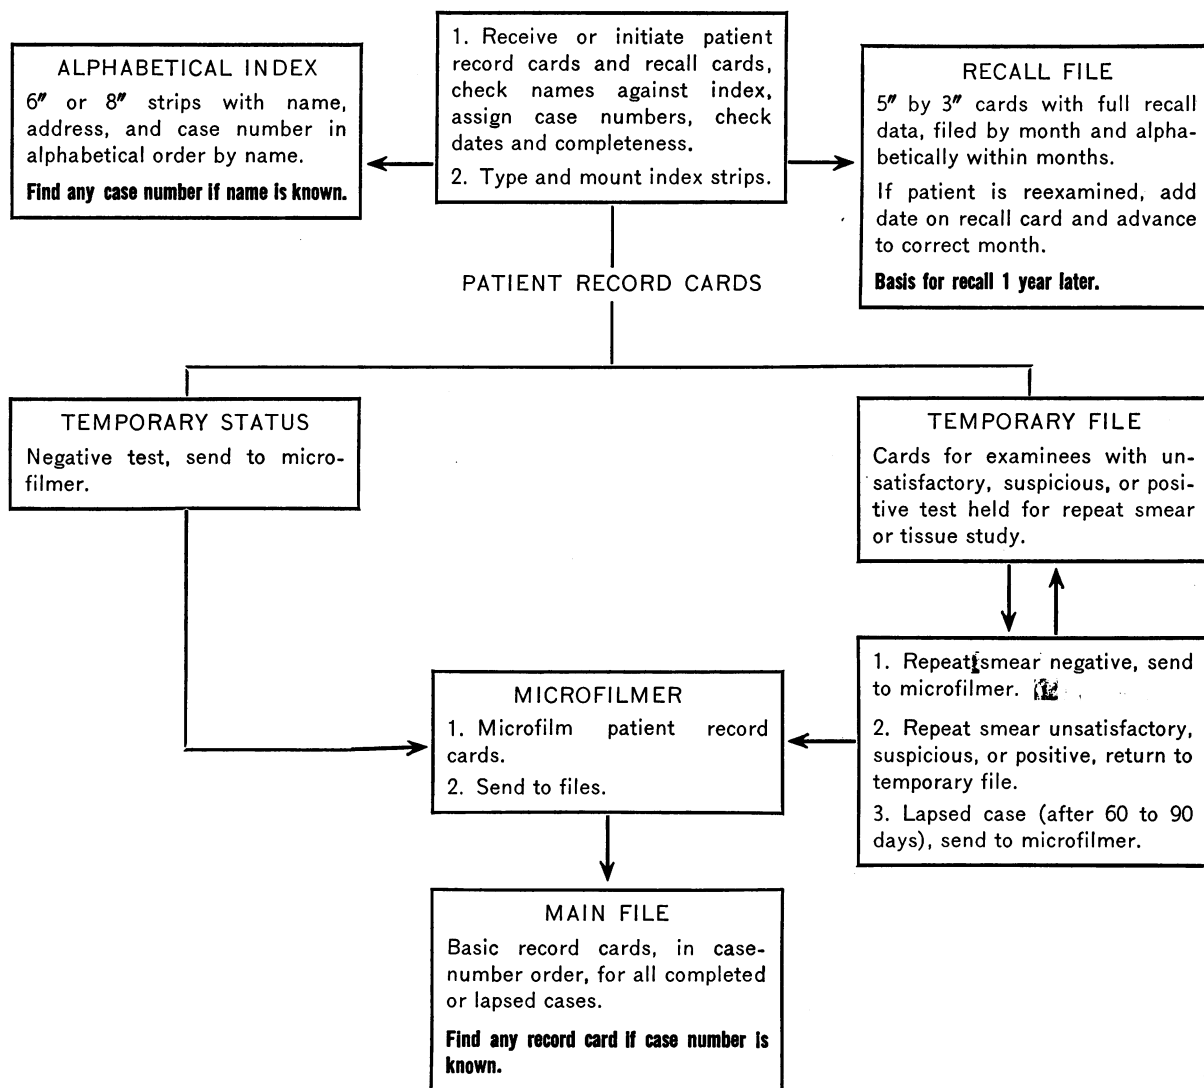 1. Receive or initiate patient
record cards and recall cards,
check names against index,
assign case numbers, check
dates and completeness.
2. Type and mount index strips.
ALPHABETICAL INDEX
6″ or 8″ strips with name,
address, and case number in
alphabetical order by name.
Find any case number if name is known.
RECALL FILE
5″ by 3″ cards with full recall
data, filed by month and alpha-
betically within months.
If patient is reexamined, add
date on recall card and advance
to correct month.
Basis for recall 1 year later.
PATIENT RECORD CARDS
TEMPORARY STATUS
Negative test, send to micro-
filmer.
TEMPORARY FILE
Cards for examinees with un-
satisfactory, suspicious, or posi-
tive test held for repeat smear
or tissue study.
1. Repeat smear negative, send
to microfilmer.
2. Repeat smear unsatisfactory,
suspicious, or positive, return to
temporary file.
3. Lapsed case (after 60 to 90
days), send to microfilmer.
MICROFILMER
1. Microfilm patient record
cards.
2. Send to files.
MAIN FILE
Basic record cards, in case-
number order, for all completed
or lapsed cases.
Find any record card if case number is
known.